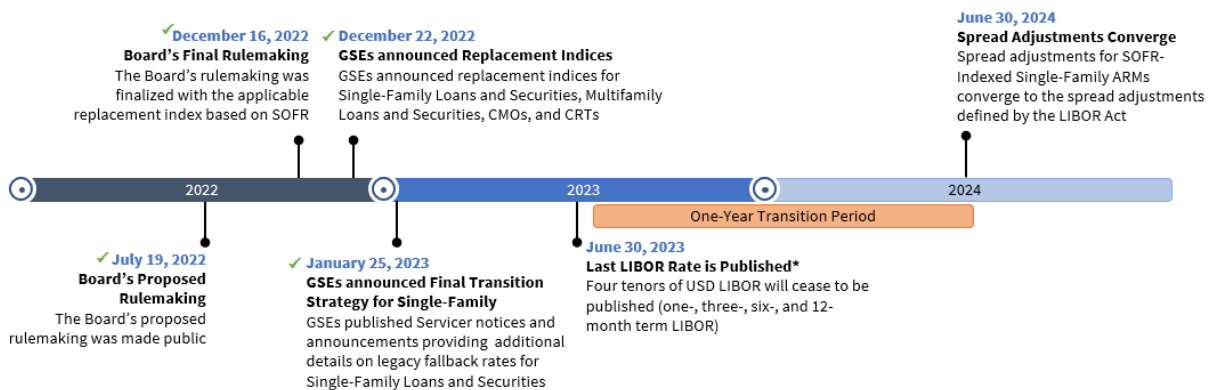 December 16, 2022
Board's Final Rulemaking
The Board's rulemaking was
finalized with the applicable
replacement index based on SOFR
December 22, 2022
GSEs announced Replacement Indices
GSEs announced replacement indices for
Single-Family Loans and Securities, Multifamily
Loans and Securities, CMOs, and CRTs
June 30, 2024
Spread Adjustments Converge
Spread adjustments for SOFR-
Indexed Single-Family ARMs
converge to the spread adjustments
defined by the LIBOR Act
2022
2023
2024
One-Year Transition Period
July 19, 2022
Board's Proposed
Rulemaking
The Board's proposed
rulemaking was made public
January 25, 2023
GSEs announced Final Transition
Strategy for Single-Family
GSEs published Servicer notices and
announcements providing additional
details on legacy fallback rates for
Single-Family Loans and Securities
June 30, 2023
Last LIBOR Rate is Published*
Four tenors of USD LIBOR will cease to be
published (one-, three-, six-, and 12-
month term LIBOR)